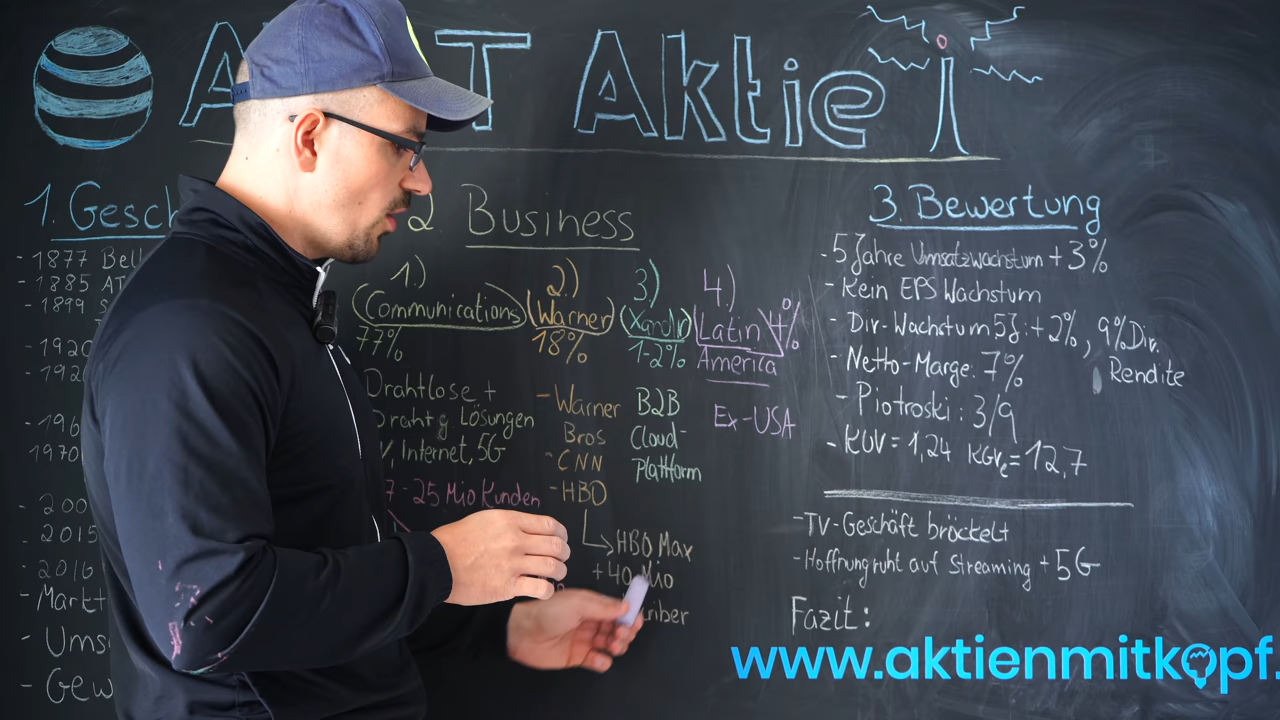 A T Aktie
1. Gesch
- 1877 Bell
- 1885 AT
- 1899
- 1920
- 192
- 196
1970
- 200
- 2015
- 2016
- Markt
- Ums
- Gew
2 Business
1.)
Communications
77%
Drahtlose +
Drahtg. Lösungen
V, Internet, 5G
7 - 25 Mio Kunden
2.)
Warner
18%
- Warner
Bros
- CNN
- HBO
HBO Max
+40 Mio
riber
3.)
Xandr
1-2%
B2B
Cloud-
Plattform
4.)
Latin 4%
America
Ex-USA
3. Bewertung
- 5 Jahre Umsatzwachstum + 3%
- Kein EPS Wachstum
- Div-Wachstum 5J: +2%, 9% Div.
Rendite
- Netto-Marge: 7%
- Piotroski: 3/9
- KUV = 1,24 KGVe = 12,7
- TV-Geschäft bröckelt
- Hoffnung ruht auf Streaming + 5G
Fazit:
www.aktienmitkopf.